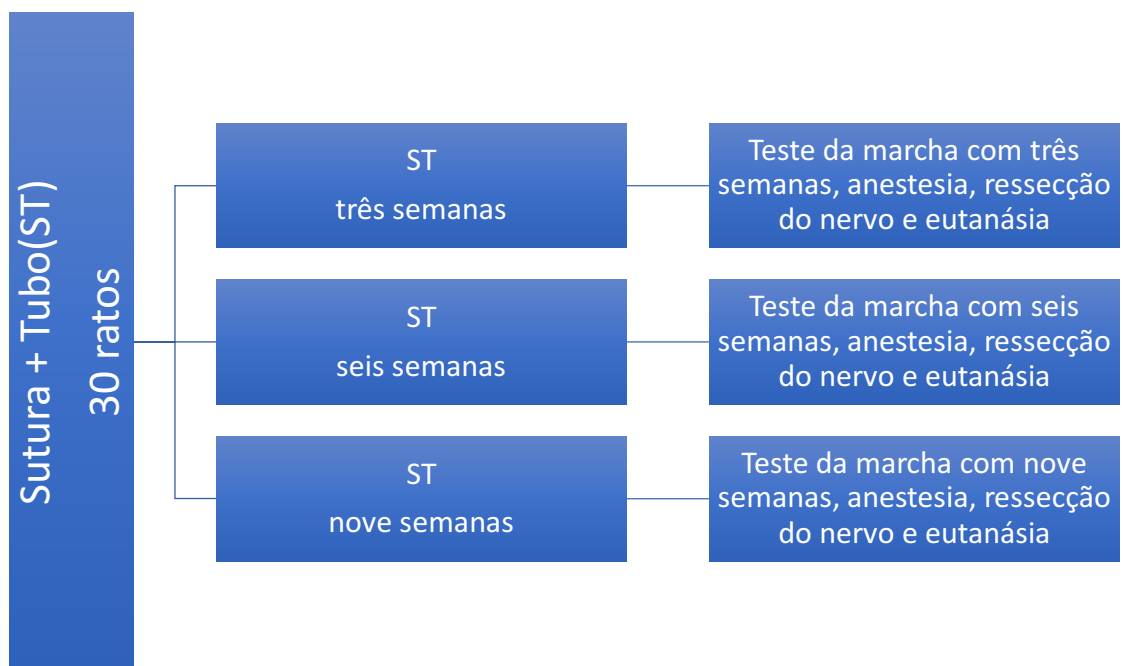 Sutura + Tubo(ST)
30 ratos
ST
três semanas
Teste da marcha com três
semanas, anestesia, ressecção
do nervo e eutanásia
ST
seis semanas
Teste da marcha com seis
semanas, anestesia, ressecção
do nervo e eutanásia
ST
nove semanas
Teste da marcha com nove
semanas, anestesia, ressecção
do nervo e eutanásia